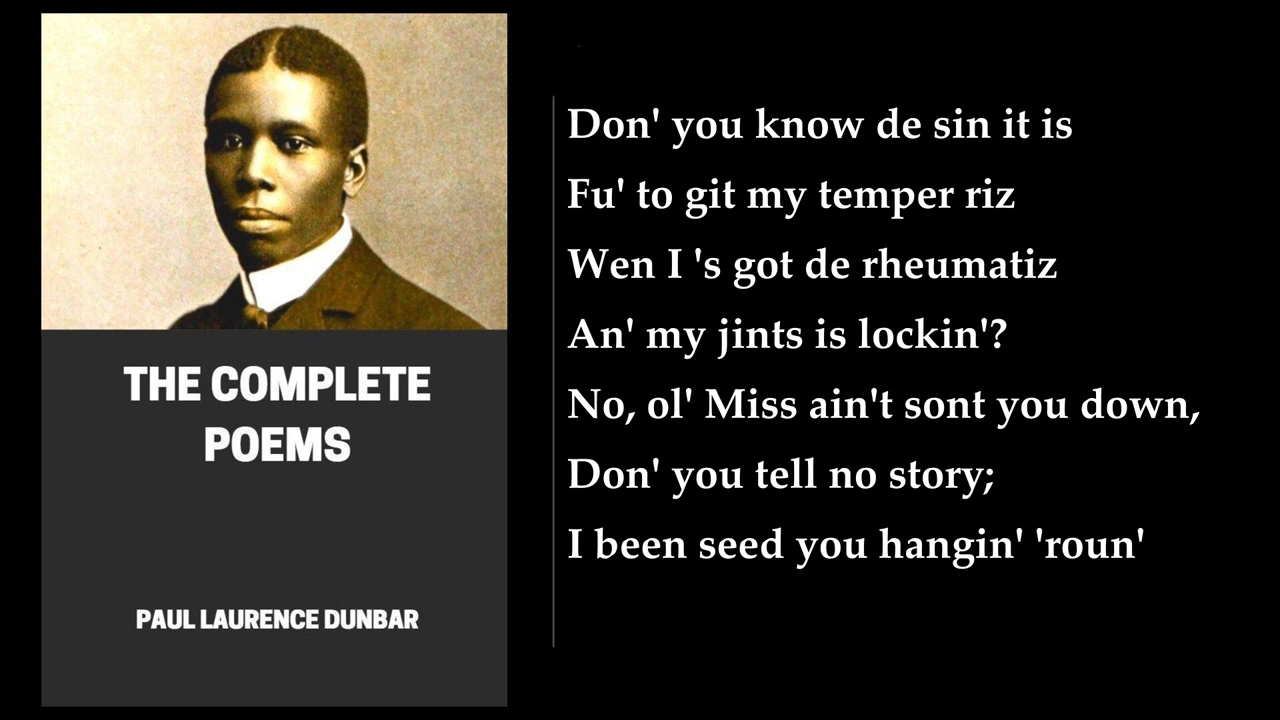 THE COMPLETE
POEMS
PAUL LAURENCE DUNBAR
Don' you know de sin it is
Fu' to git my temper riz
Wen I 's got de rheumatiz
An' my jints is lockin'?
No, ol' Miss ain't sont you down,
Don' you tell no story;
I been seed you hangin' 'roun'